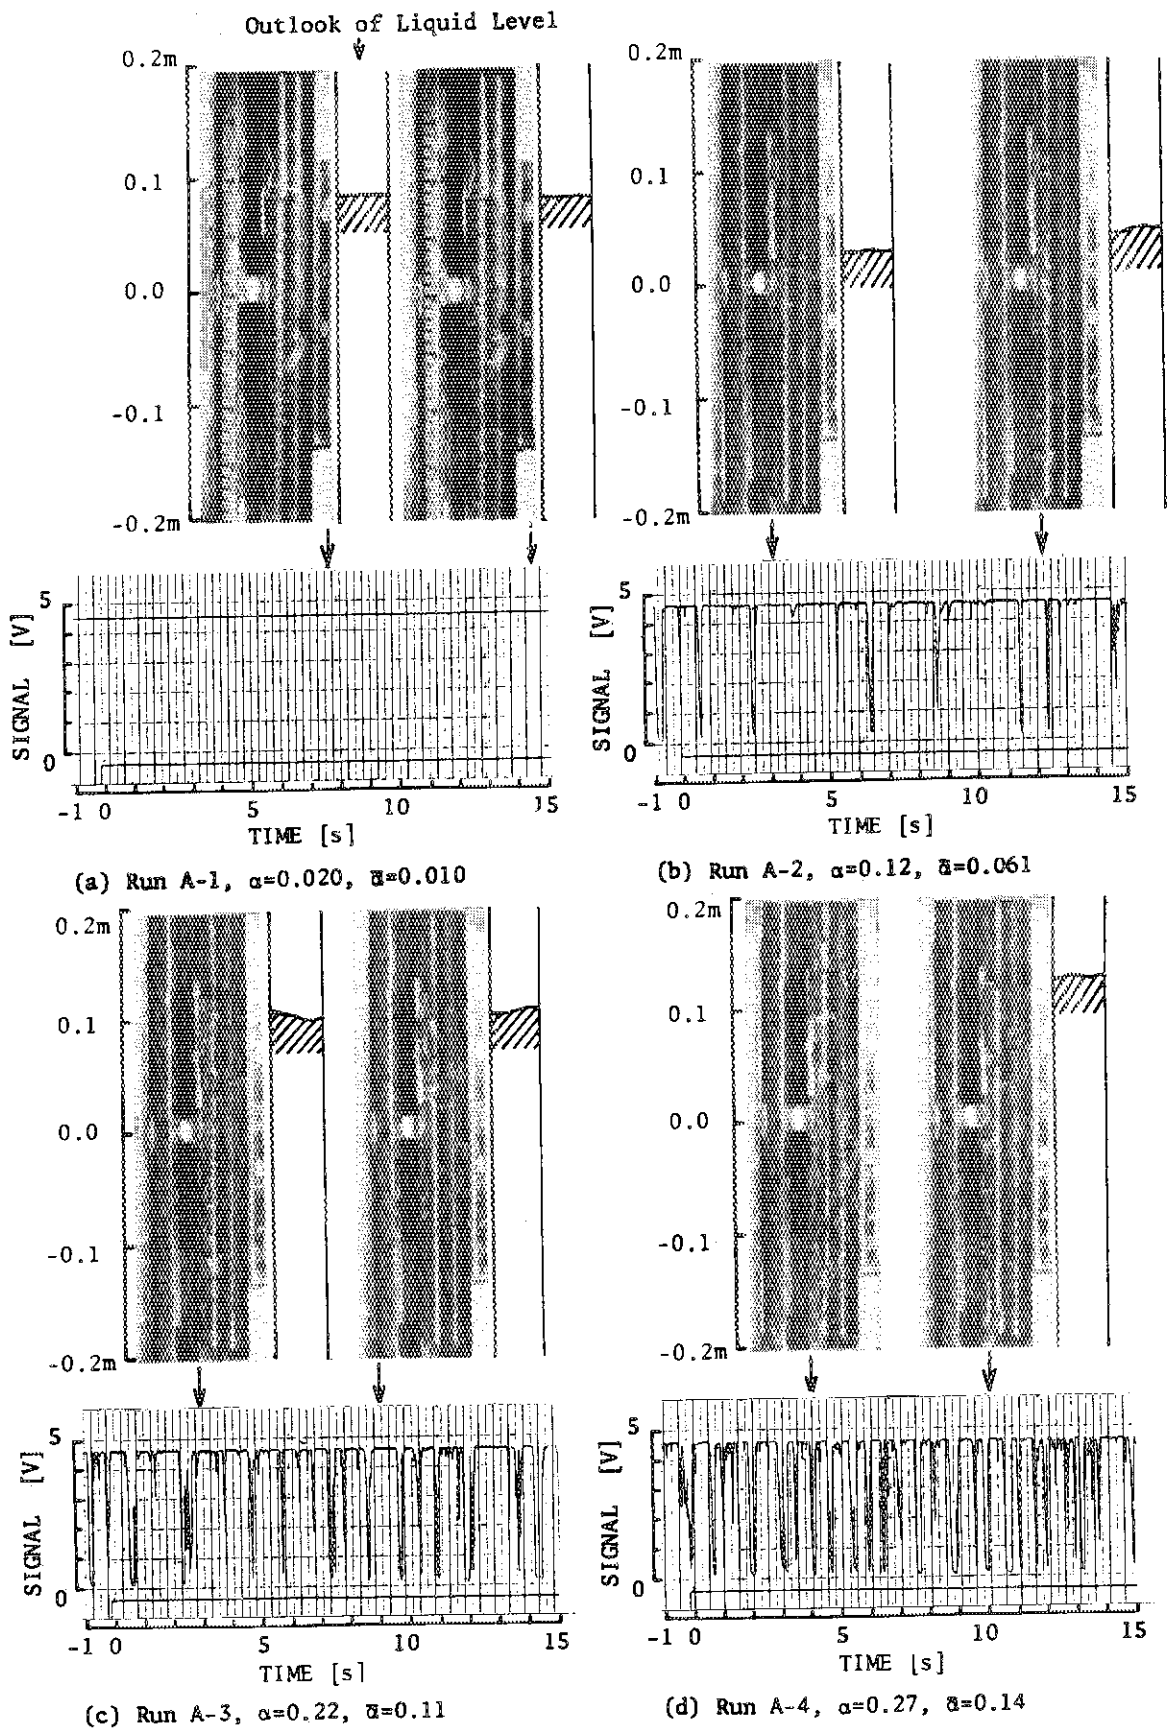 Outlook of Liquid Level
0.2m
0.1
0.0
-0.1
-0.2m
5
0
SIGNAL [V]
-1 0 5 10 15
TIME [s]
(a) Run A-1, α=0.020, ᾱ=0.010
0.2m
0.1
0.0
-0.1
-0.2m
5
0
SIGNAL [V]
-1 0 5 10 15
TIME [s]
(b) Run A-2, α=0.12, ᾱ=0.061
0.2m
0.1
0.0
-0.1
-0.2m
5
0
SIGNAL [V]
-1 0 5 10 15
TIME [s]
(c) Run A-3, α=0.22, ᾱ=0.11
0.2m
0.1
0.0
-0.1
-0.2m
5
0
SIGNAL [V]
-1 0 5 10 15
TIME [s]
(d) Run A-4, α=0.27, ᾱ=0.14